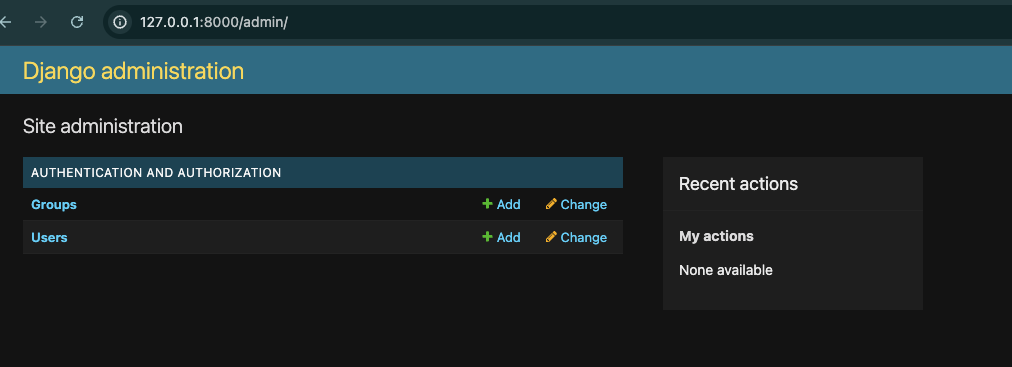 127.0.0.1:8000/admin/
Django administration
Site administration
AUTHENTICATION AND AUTHORIZATION
Groups Add Change
Users Add Change
Recent actions
My actions
None available